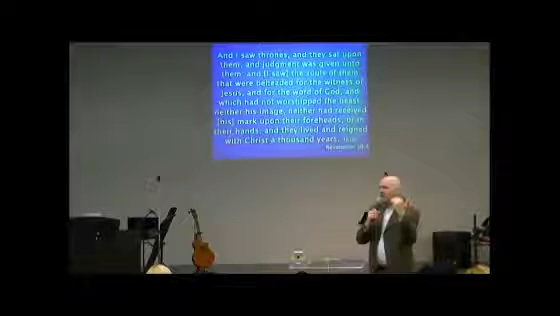 And I saw thrones, and they sat upon
them, and judgment was given unto
them: and [I saw] the souls of them
that were beheaded for the witness of
Jesus, and for the word of God, and
which had not worshipped the beast,
neither his image, neither had received
[his] mark upon their foreheads, or in
their hands; and they lived and reigned
with Christ a thousand years.
Revelation 20:4